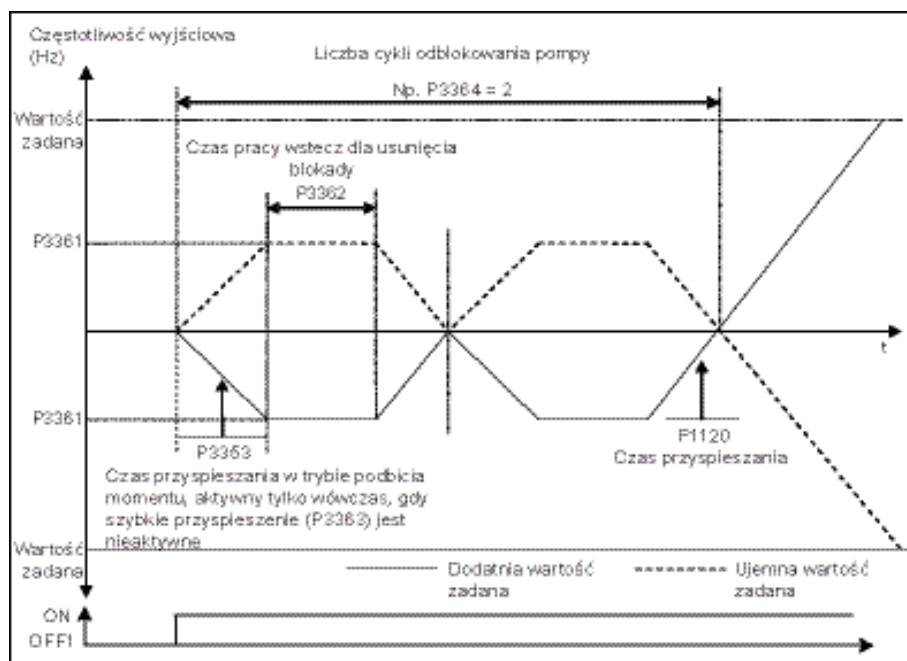 Częstotliwość wyjściowa
(Hz)
Liczba cykli odblokowania pompy
Np. P3364 = 2
Wartość
zadana
Czas pracy wstecz dla usunięcia
blokady
P3362
P3361
t
P3361
P3353
P1120
Czas przyspieszania
Czas przyspieszania w trybie podbicia
momentu, aktywny tylko wówczas, gdy
szybkie przyspieszenie (P3363) jest
nieaktywne
Wartość
zadana
Dodatnia wartość
zadana
Ujemna wartość
zadana
ON
OFF1